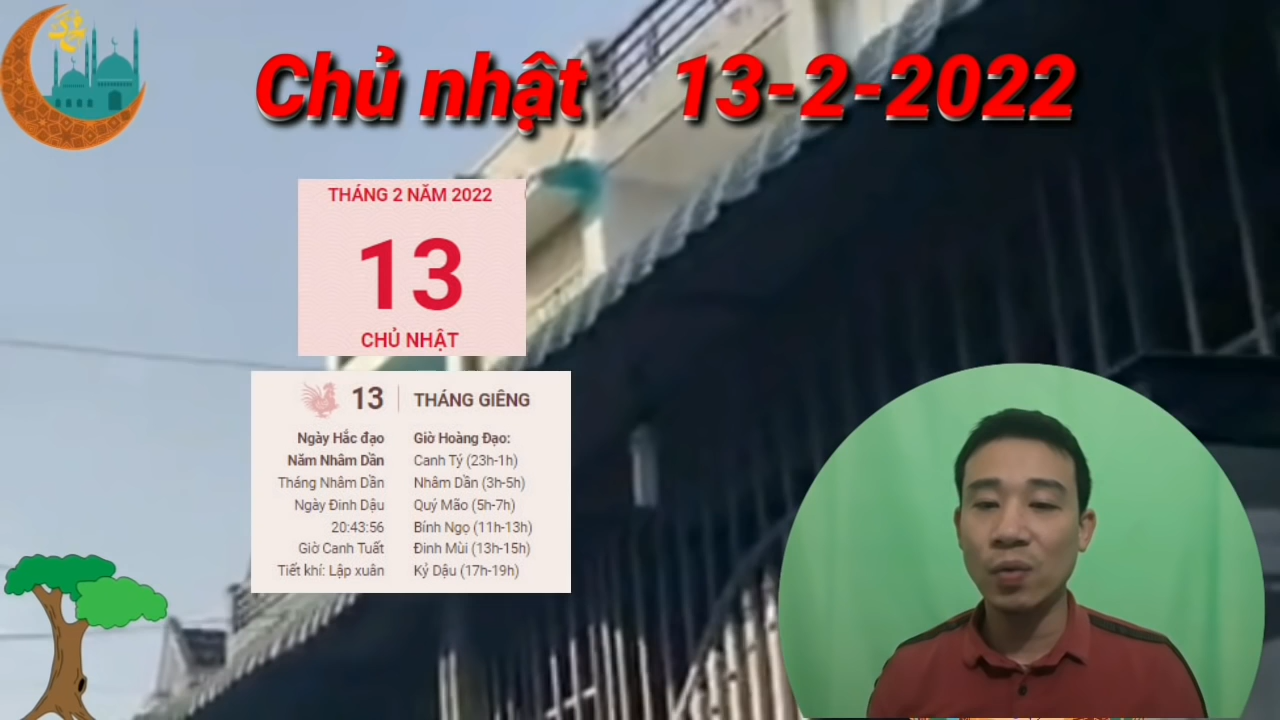 Chủ nhật 13-2-2022
THÁNG 2 NĂM 2022
13
CHỦ NHẬT
13 THÁNG GIÊNG
Ngày Hắc đạo
Năm Nhâm Dần
Tháng Nhâm Dần
Ngày Đinh Dậu
20:43:56
Giờ Canh Tuất
Tiết khí: Lập xuân
Giờ Hoàng Đạo:
Canh Tý (23h-1h)
Nhâm Dần (3h-5h)
Quý Mão (5h-7h)
Bính Ngọ (11h-13h)
Đinh Mùi (13h-15h)
Kỷ Dậu (17h-19h)